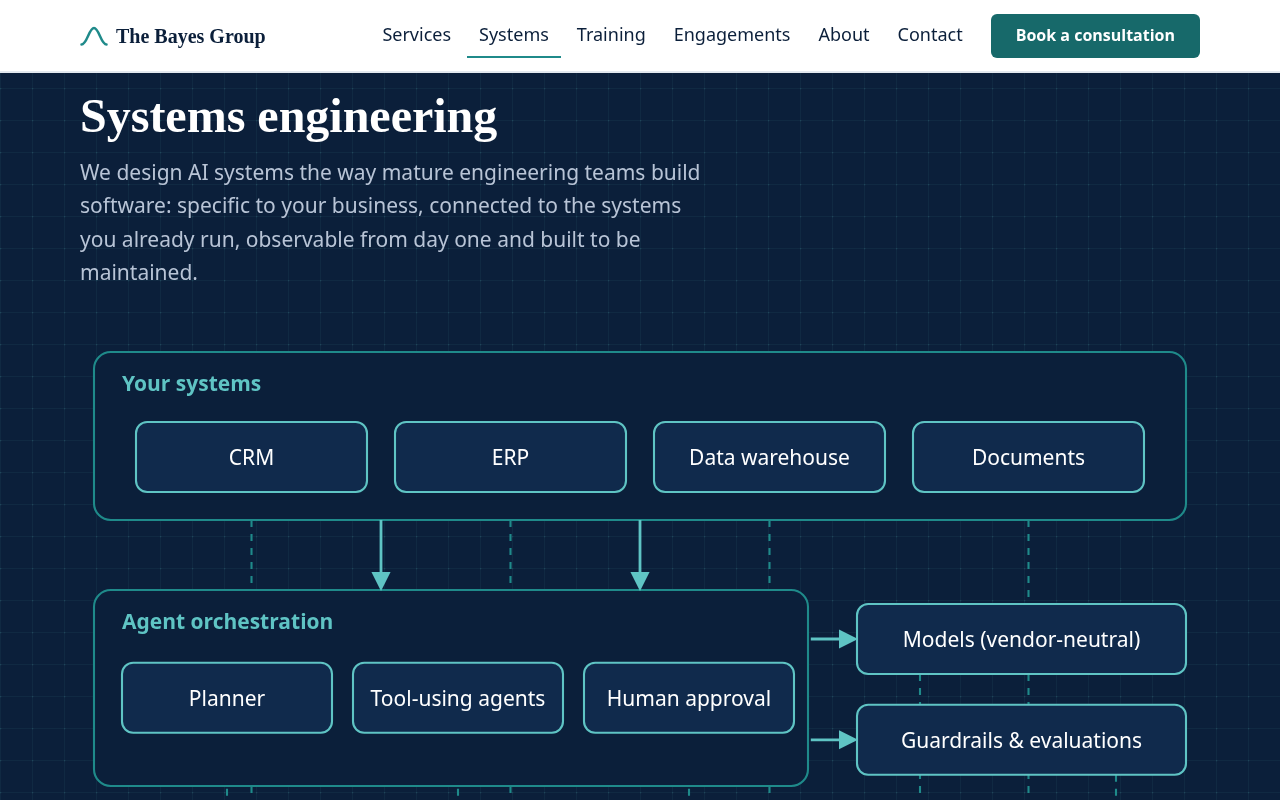 The Bayes Group
Services
Systems
Training
Engagements
About
Contact
Book a consultation
Systems engineering
We design AI systems the way mature engineering teams build
software: specific to your business, connected to the systems
you already run, observable from day one and built to be
maintained.
Your systems
CRM
ERP
Data warehouse
Documents
Agent orchestration
Planner
Tool-using agents
Human approval
Models (vendor-neutral)
Guardrails & evaluations